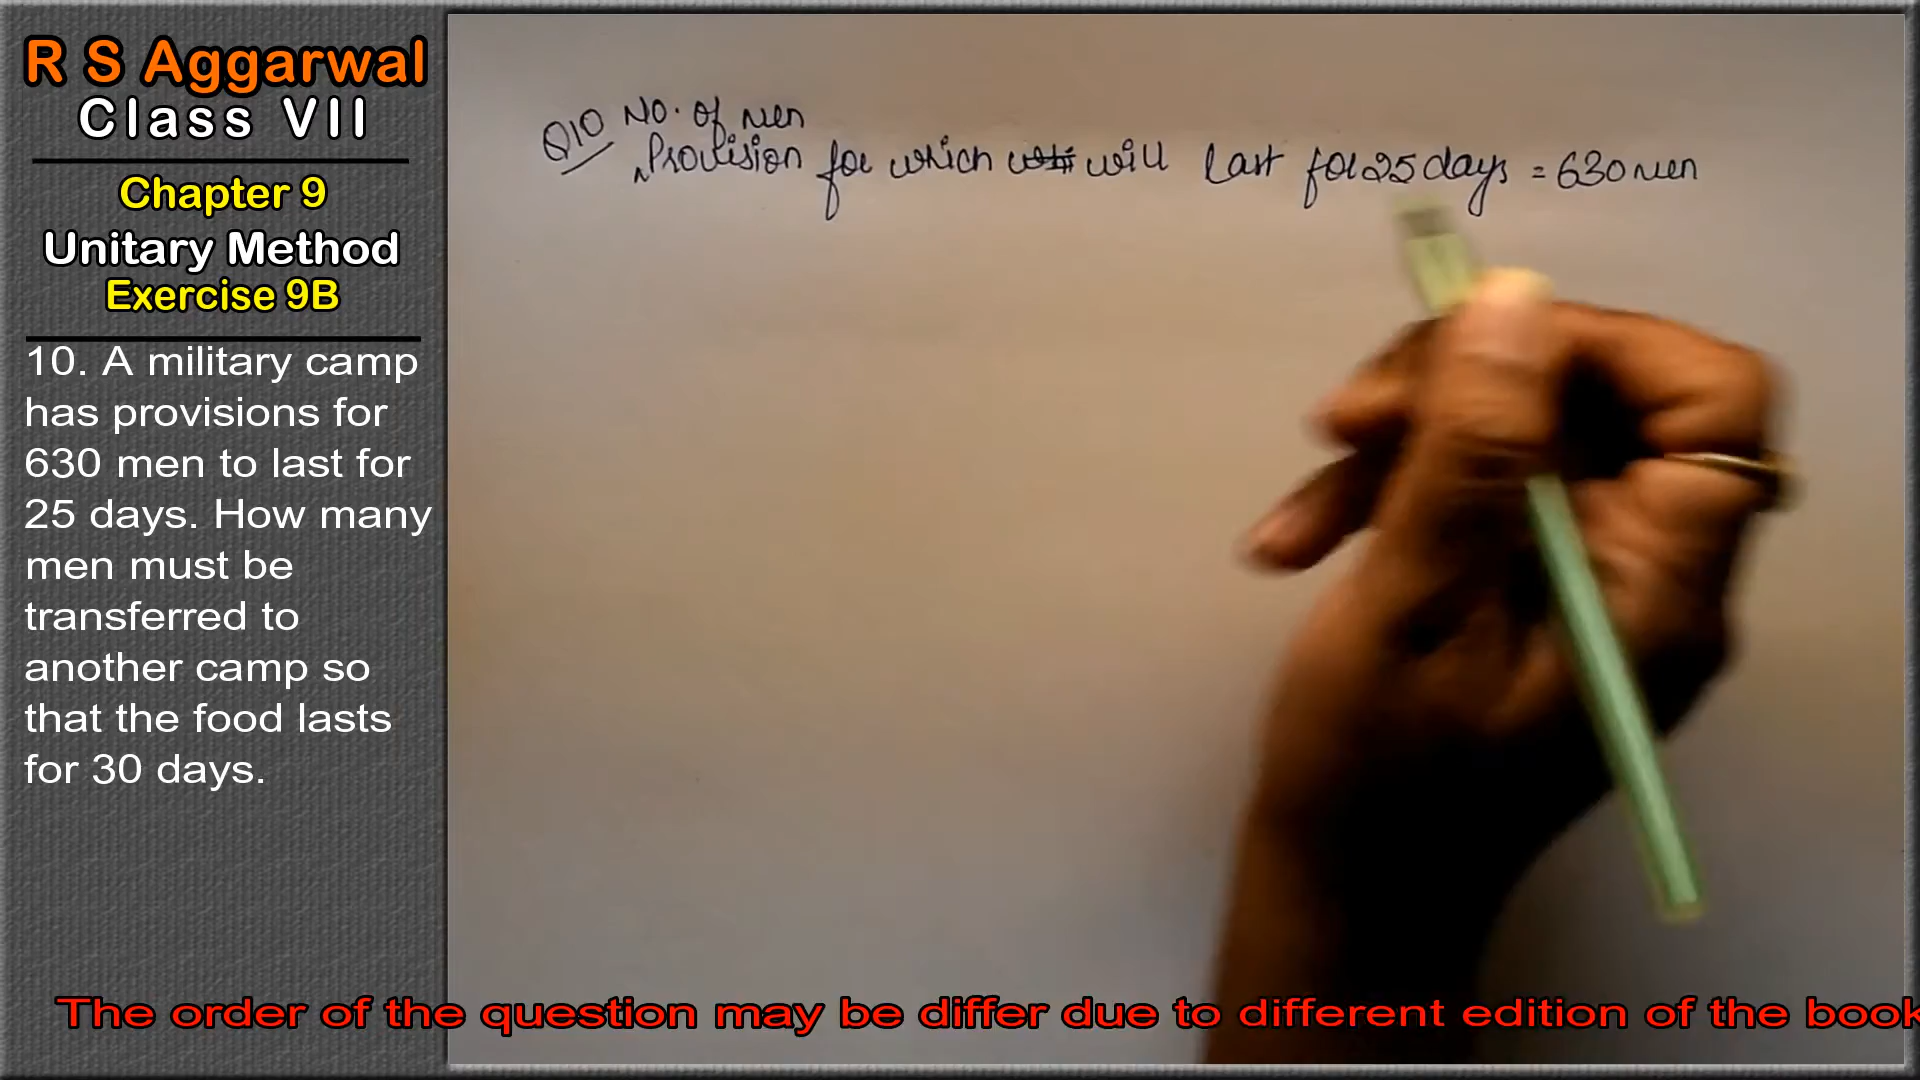 R S Aggarwal
Class VII
Chapter 9
Unitary Method
Exercise 9B
10. A military camp
has provisions for
630 men to last for
25 days. How many
men must be
transferred to
another camp so
that the food lasts
for 30 days.
Q10 No. of men
Provision for which will last for 25 days = 630 men
The order of the question may be differ due to different edition of the book